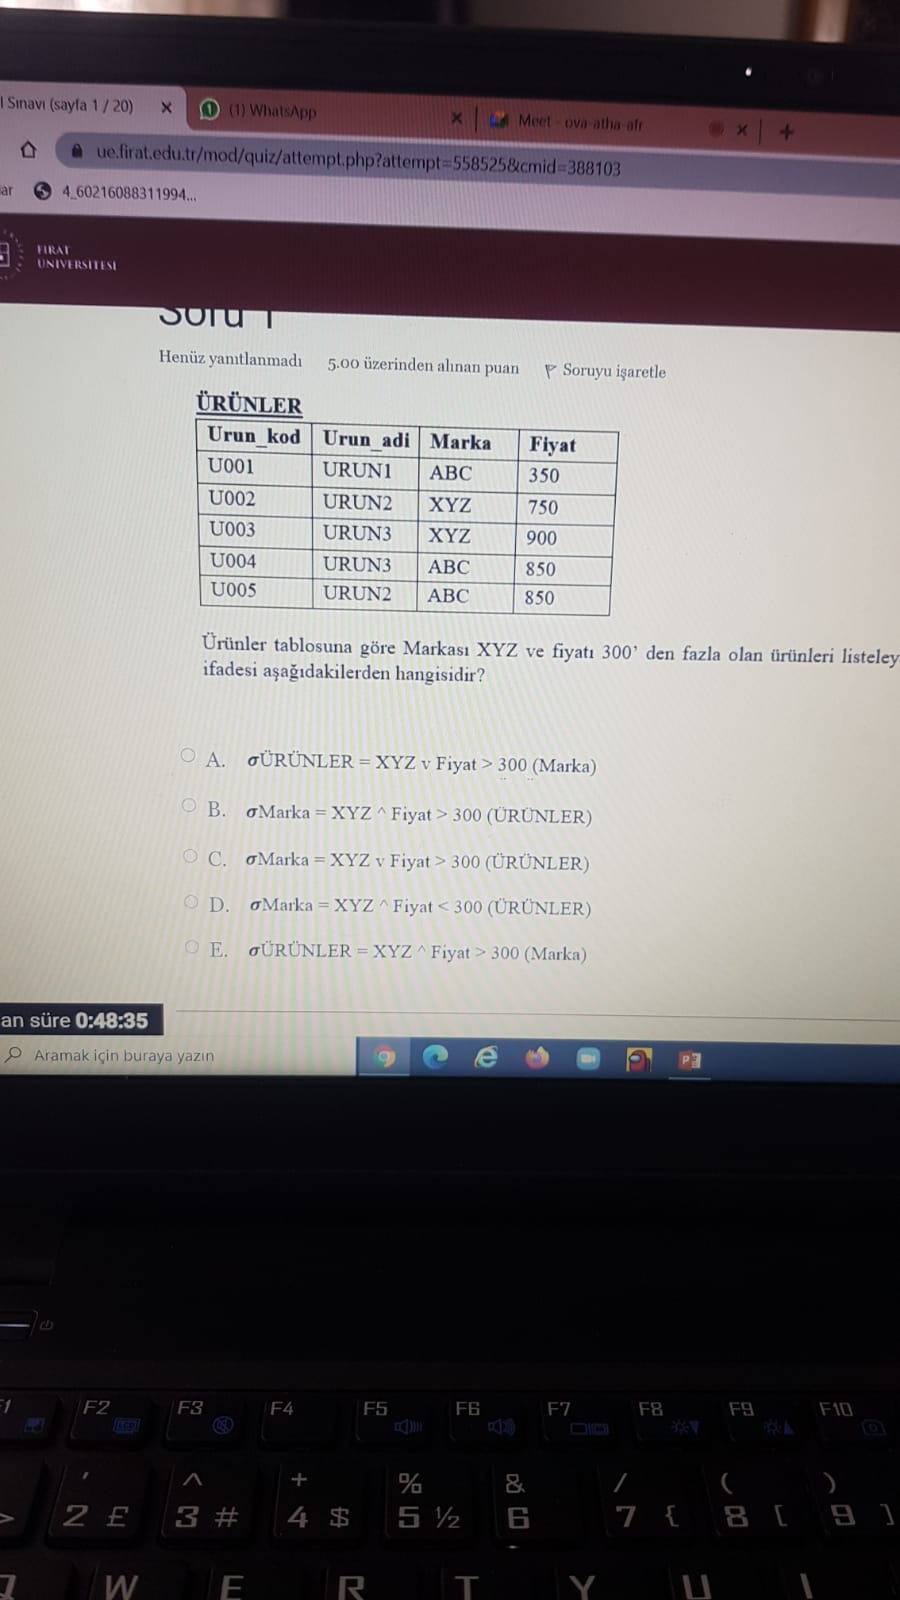 l Sınavı (sayfa 1 / 20)
(1) WhatsApp
Meet - ova-atha-afr
ue.firat.edu.tr/mod/quiz/attempt.php?attempt=558525&cmid=388103
ar
4_60216088311994...
FIRAT
ÜNİVERSİTESİ
Soru 1
Henüz yanıtlanmadı 5.00 üzerinden alınan puan Soruyu işaretle
ÜRÜNLER
Urun_kod Urun_adi Marka Fiyat
U001 URUN1 ABC 350
U002 URUN2 XYZ 750
U003 URUN3 XYZ 900
U004 URUN3 ABC 850
U005 URUN2 ABC 850
Ürünler tablosuna göre Markası XYZ ve fiyatı 300' den fazla olan ürünleri listeley
ifadesi aşağıdakilerden hangisidir?
A. σÜRÜNLER = XYZ v Fiyat > 300 (Marka)
B. σMarka = XYZ ^ Fiyat > 300 (ÜRÜNLER)
C. σMarka = XYZ v Fiyat > 300 (ÜRÜNLER)
D. σMarka = XYZ ^ Fiyat < 300 (ÜRÜNLER)
E. σÜRÜNLER = XYZ ^ Fiyat > 300 (Marka)
an süre 0:48:35
Aramak için buraya yazın
F1 F2 F3 F4 F5 F6 F7 F8 F9 F10
' ^ + % & / ( )
> 2 £ 3 # 4 $ 5 ½ 6 7 { 8 [ 9 ]
W E R T Y U I